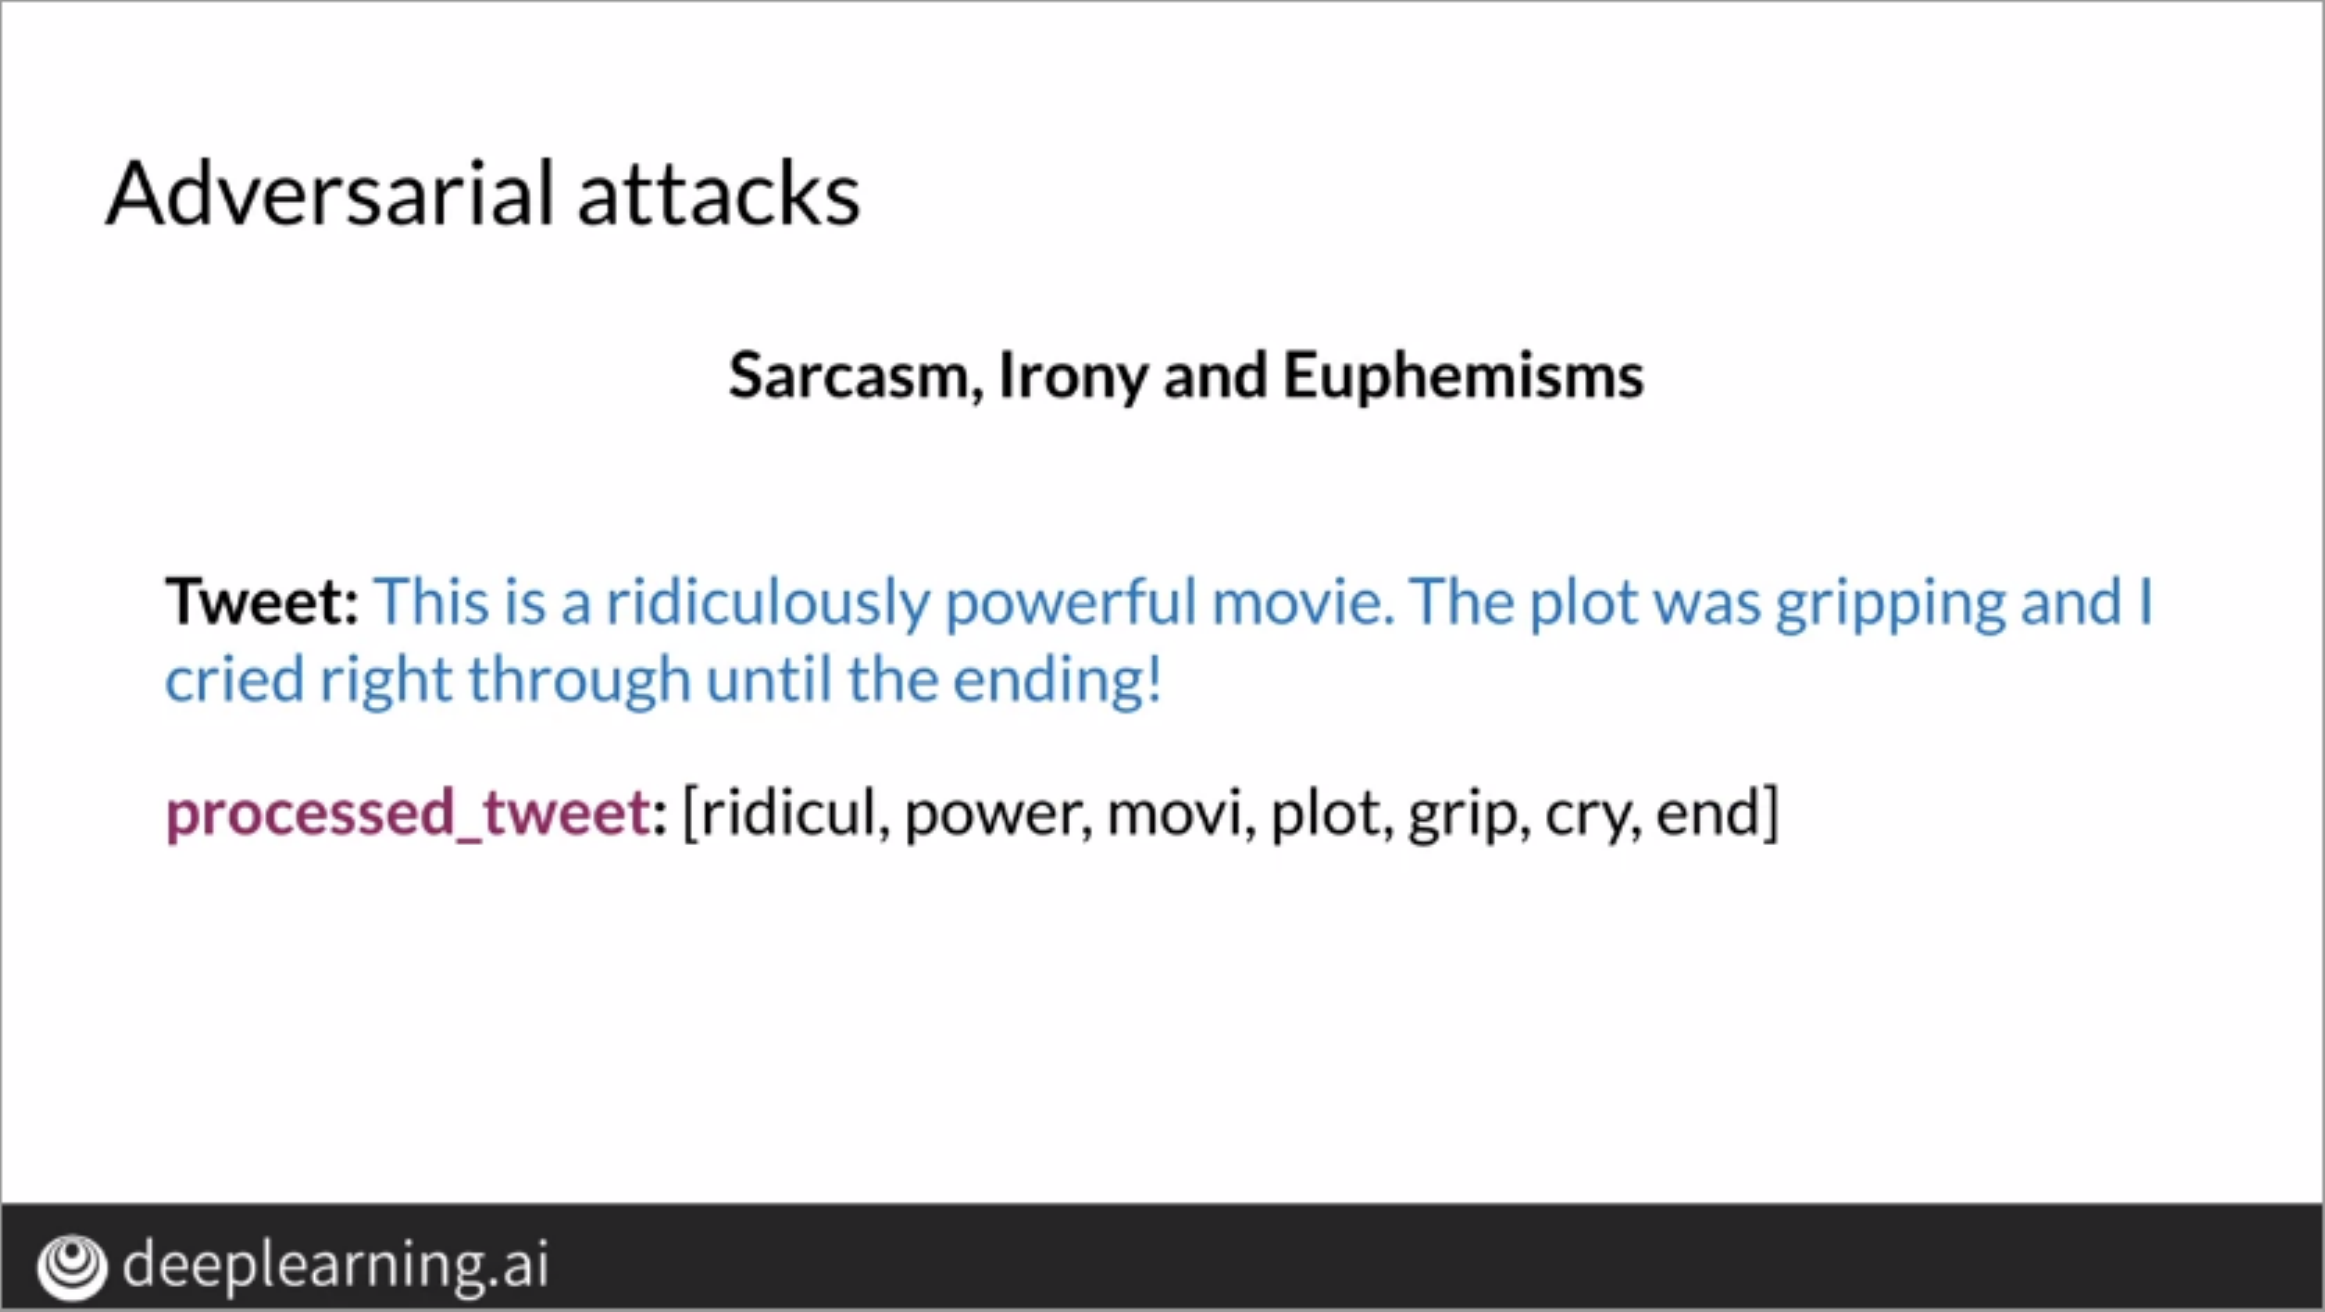 Adversarial attacks
Sarcasm, Irony and Euphemisms
Tweet: This is a ridiculously powerful movie. The plot was gripping and I
cried right through until the ending!
processed_tweet: [ridicul, power, movi, plot, grip, cry, end]
deeplearning.ai